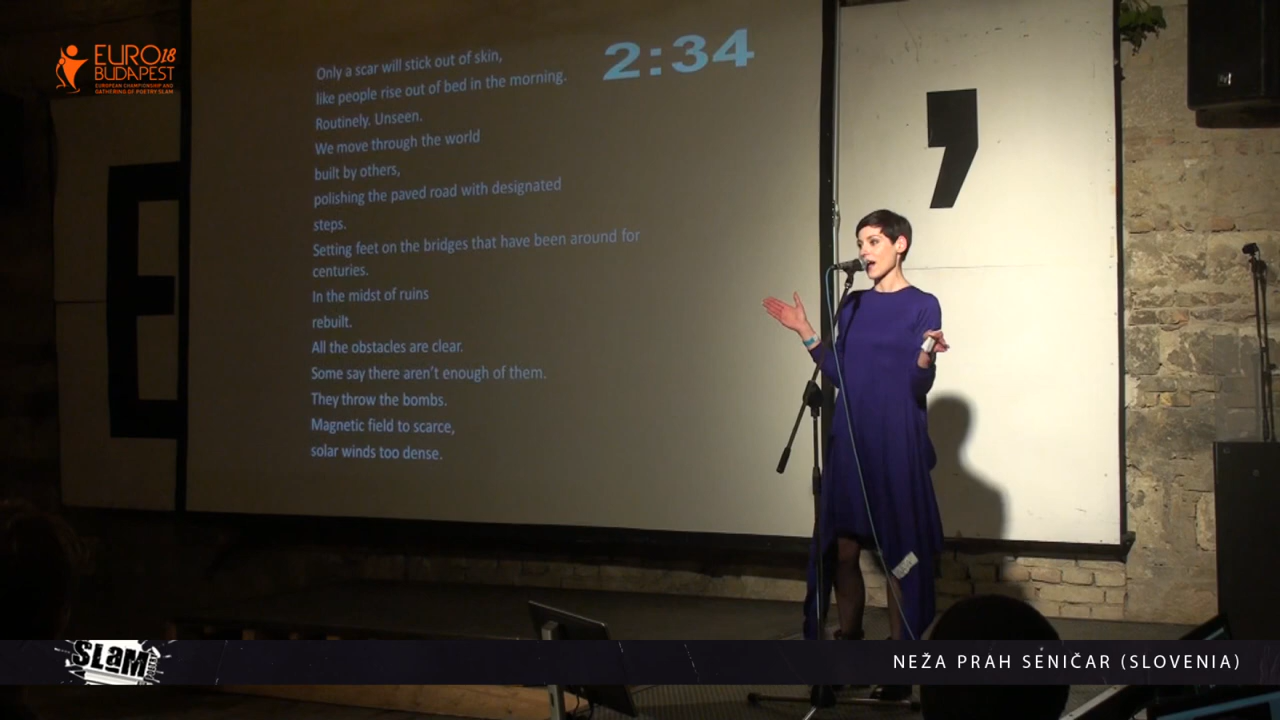 EURO18
BUDAPEST
EUROPEAN CHAMPIONSHIP AND
GATHERING OF POETRY SLAM
2:34
Only a scar will stick out of skin,
like people rise out of bed in the morning.
Routinely. Unseen.
We move through the world
built by others,
polishing the paved road with designated
steps.
Setting feet on the bridges that have been around for
centuries.
In the midst of ruins
rebuilt.
All the obstacles are clear.
Some say there aren't enough of them.
They throw the bombs.
Magnetic field to scarce,
solar winds too dense.
E
,
SLaM
NEŽA PRAH SENIČAR (SLOVENIA)